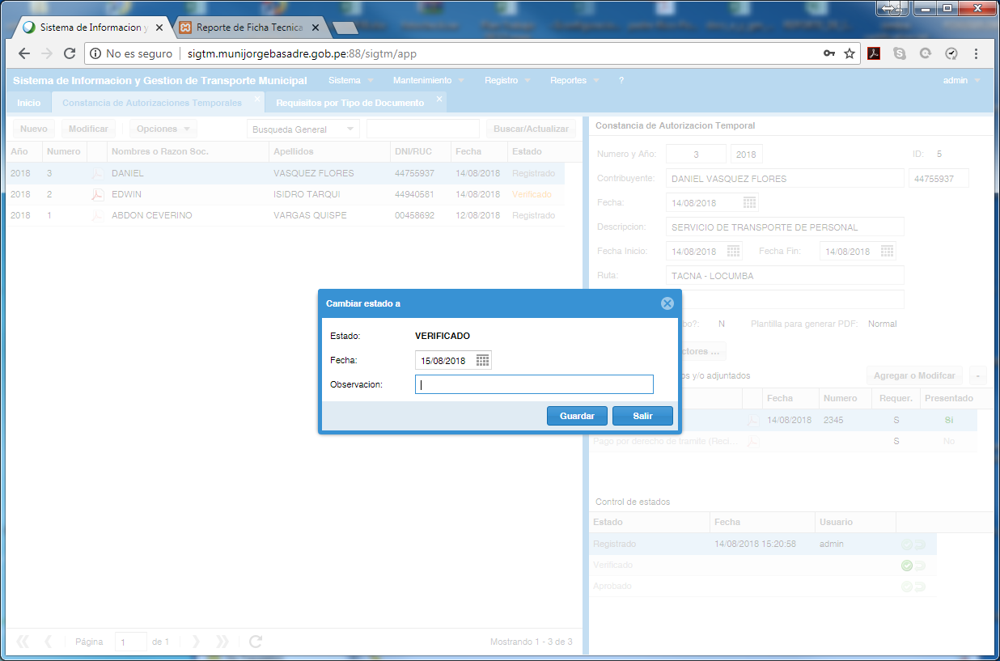 Sistema de Informacion y
Reporte de Ficha Tecnica
No es seguro
sigtm.munijorgebasadre.gob.pe:88/sigtm/app
Sistema de Informacion y Gestion de Transporte Municipal
Sistema
Mantenimiento
Registro
Reportes
?
admin
Inicio
Constancia de Autorizaciones Temporales
Requisitos por Tipo de Documento
Nuevo
Modificar
Opciones
Busqueda General
Buscar/Actualizar
Año Numero Nombres o Razon Soc. Apellidos DNI/RUC Fecha Estado
2018 3 DANIEL VASQUEZ FLORES 44755937 14/08/2018 Registrado
2018 2 EDWIN ISIDRO TARQUI 44940581 14/08/2018 Verificado
2018 1 ABDON CEVERINO VARGAS QUISPE 00458692 12/08/2018 Registrado
Página 1 de 1
Mostrando 1 - 3 de 3
Constancia de Autorizacion Temporal
Numero y Año: 3 2018 ID: 5
Contribuyente: DANIEL VASQUEZ FLORES 44755937
Fecha: 14/08/2018
Descripcion: SERVICIO DE TRANSPORTE DE PERSONAL
Fecha Inicio: 14/08/2018 Fecha Fin: 14/08/2018
Ruta: TACNA - LOCUMBA
bo?: N Plantilla para generar PDF: Normal
ctores ...
os y/o adjuntados
Agregar o Modifcar
-
Fecha Numero Requer. Presentado
14/08/2018 2345 S Si
Pago por derecho de tramite (Reci... S No
Control de estados
Estado Fecha Usuario
Registrado 14/08/2018 15:20:58 admin
Verificado
Aprobado
Cambiar estado a
Estado: VERIFICADO
Fecha: 15/08/2018
Observacion:
Guardar
Salir